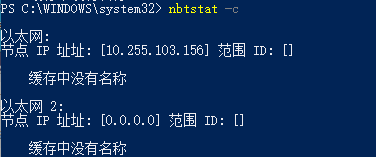 PS C:\WINDOWS\system32> nbtstat -c
以太网:
节点 IP 址址: [10.255.103.156] 范围 ID: []
缓存中没有名称
以太网 2:
节点 IP 址址: [0.0.0.0] 范围 ID: []
缓存中没有名称